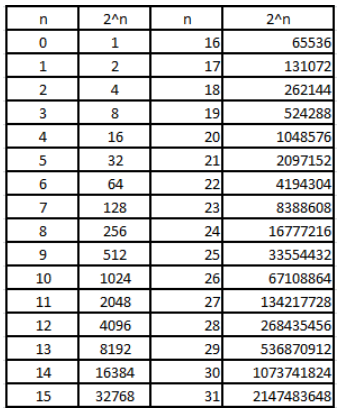 n 2^n n 2^n
0 1 16 65536
1 2 17 131072
2 4 18 262144
3 8 19 524288
4 16 20 1048576
5 32 21 2097152
6 64 22 4194304
7 128 23 8388608
8 256 24 16777216
9 512 25 33554432
10 1024 26 67108864
11 2048 27 134217728
12 4096 28 268435456
13 8192 29 536870912
14 16384 30 1073741824
15 32768 31 2147483648